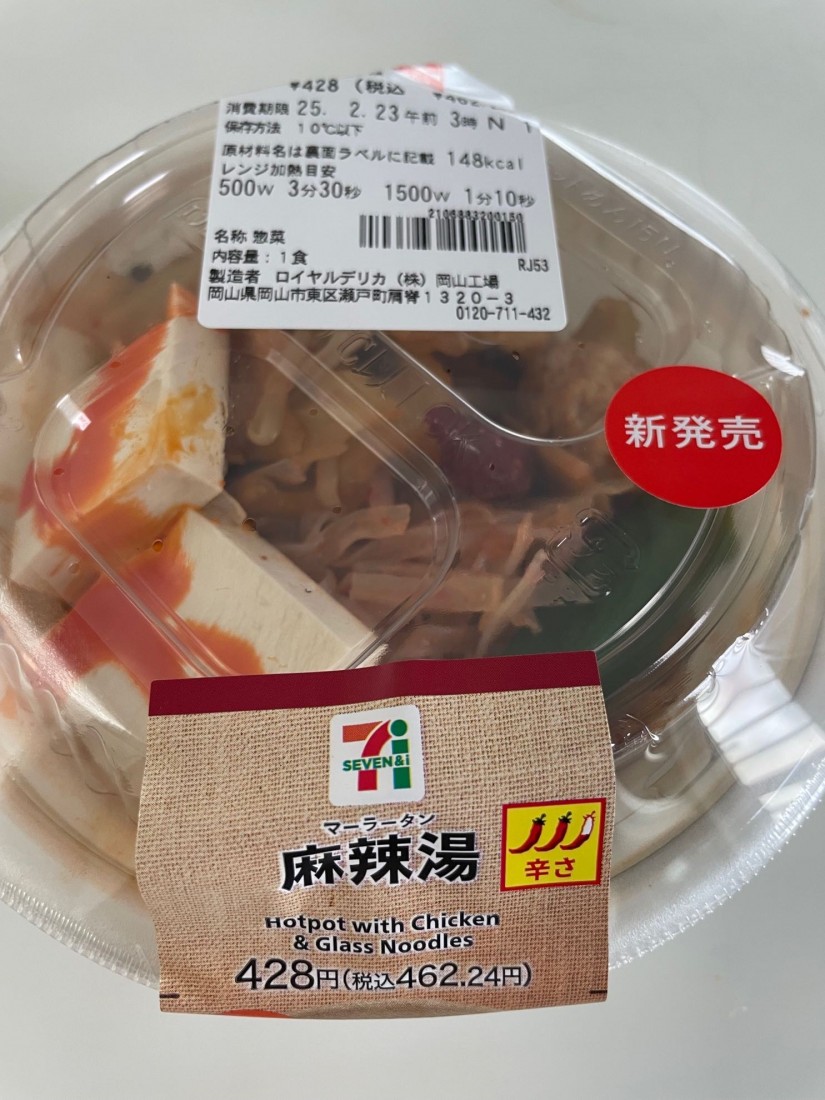 ¥428 (税込 ¥462.
消費期限 25. 2. 23 午前 3時 N 1
保存方法 10℃以下
原材料名は裏面ラベルに記載 148kcal
レンジ加熱目安
500W 3分30秒 1500W 1分10秒
2106883200150
RJ53
名称 惣菜
内容量: 1食
製造者 ロイヤルデリカ (株) 岡山工場
岡山県岡山市東区瀬戸町肩脊1320-3
0120-711-432
新発売
7
SEVEN&i
マーラータン
麻辣湯
辛さ
Hotpot with Chicken
& Glass Noodles
428円(税込462.24円)